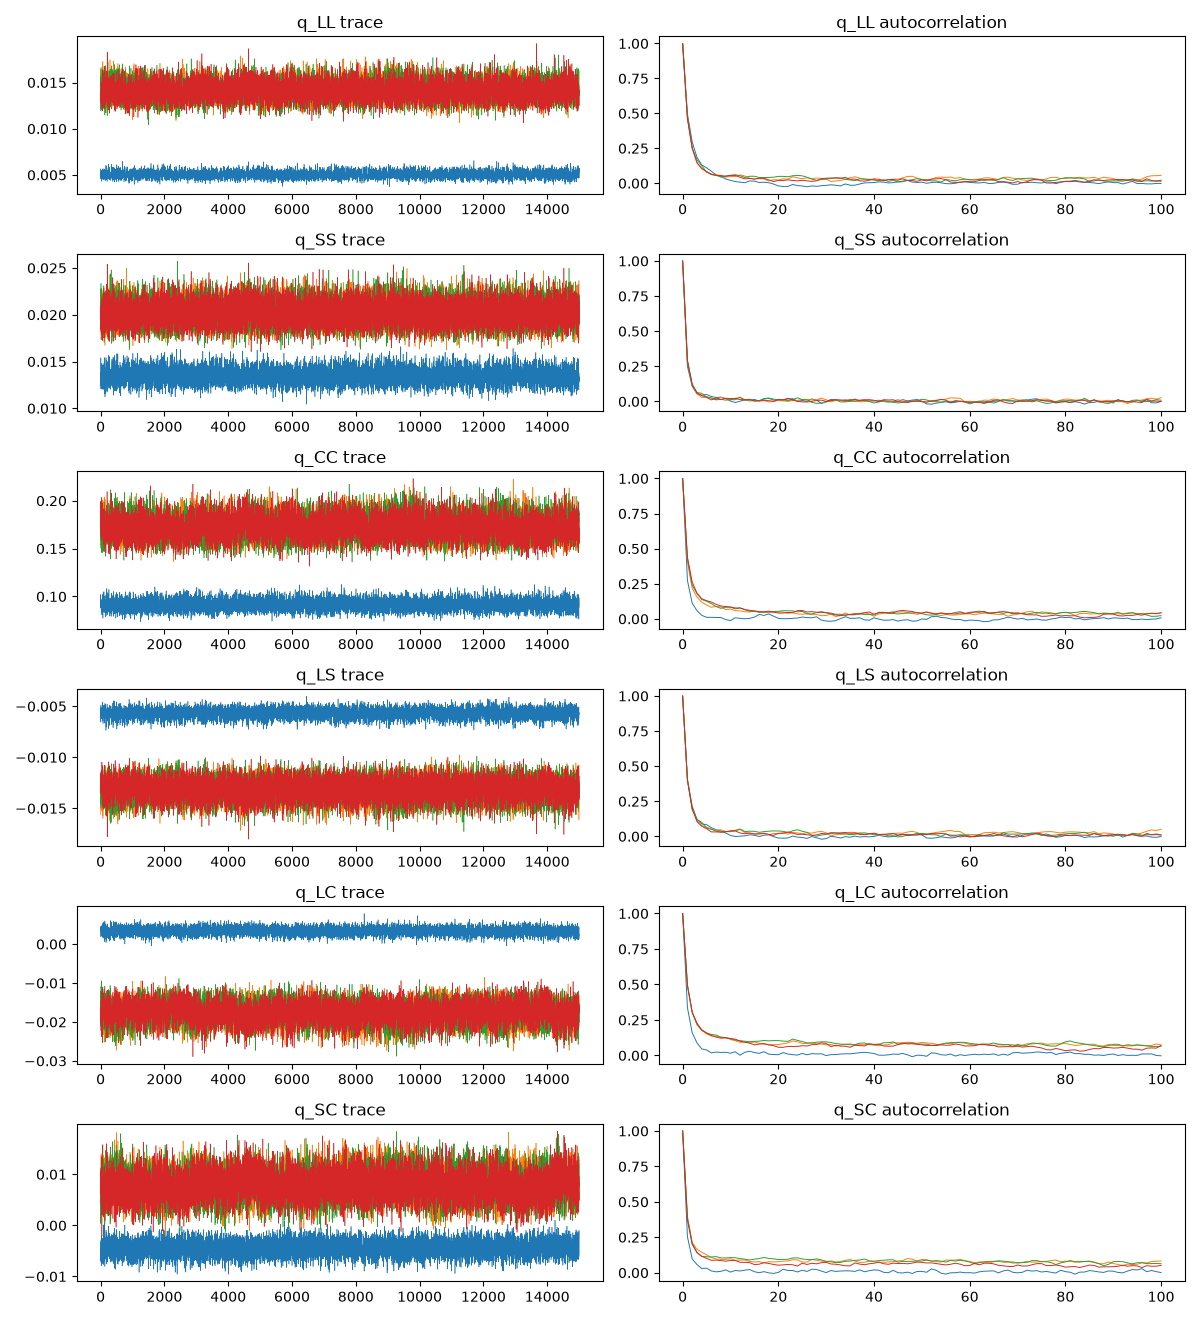 q_LL trace
q_LL autocorrelation
0.015
0.010
0.005
0 2000 4000 6000 8000 10000 12000 14000
1.00
0.75
0.50
0.25
0.00
0 20 40 60 80 100
q_SS trace
q_SS autocorrelation
0.025
0.020
0.015
0.010
0 2000 4000 6000 8000 10000 12000 14000
1.00
0.75
0.50
0.25
0.00
0 20 40 60 80 100
q_CC trace
q_CC autocorrelation
0.20
0.15
0.10
0 2000 4000 6000 8000 10000 12000 14000
1.00
0.75
0.50
0.25
0.00
0 20 40 60 80 100
q_LS trace
q_LS autocorrelation
−0.005
−0.010
−0.015
0 2000 4000 6000 8000 10000 12000 14000
1.00
0.75
0.50
0.25
0.00
0 20 40 60 80 100
q_LC trace
q_LC autocorrelation
0.00
−0.01
−0.02
−0.03
0 2000 4000 6000 8000 10000 12000 14000
1.00
0.75
0.50
0.25
0.00
0 20 40 60 80 100
q_SC trace
q_SC autocorrelation
0.01
0.00
−0.01
0 2000 4000 6000 8000 10000 12000 14000
1.00
0.75
0.50
0.25
0.00
0 20 40 60 80 100